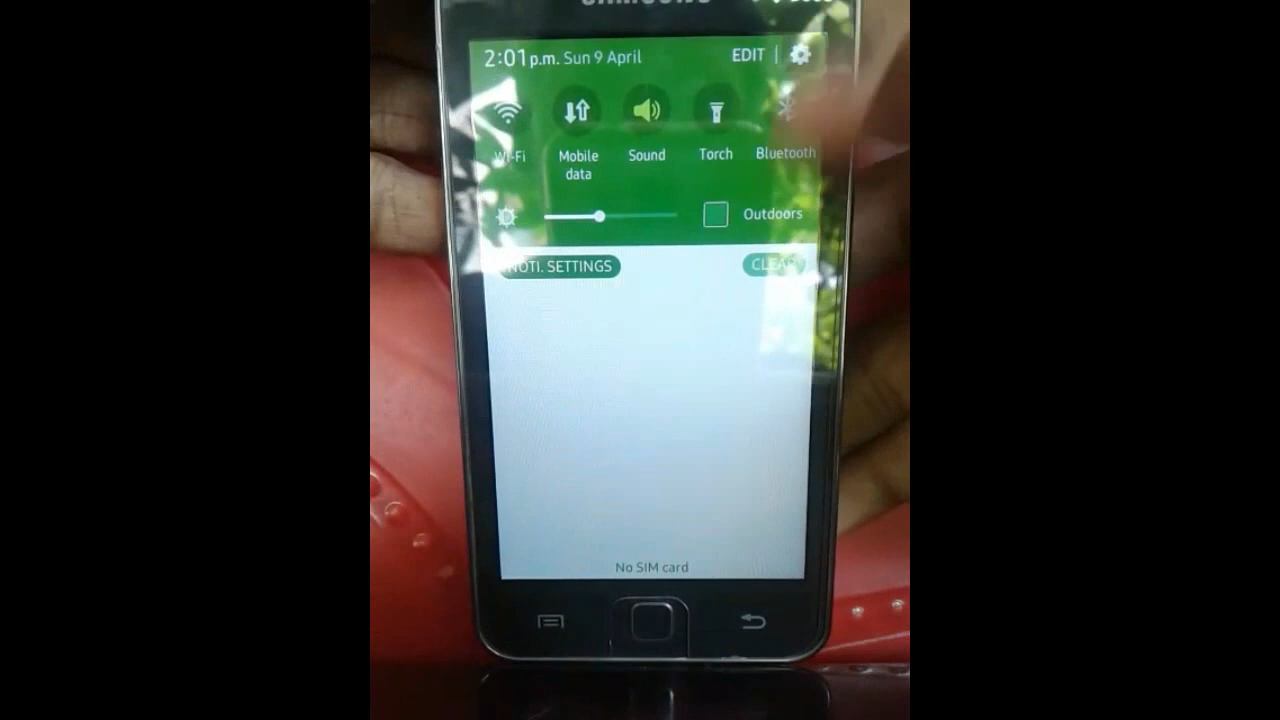 SAMSUNG
2:01 p.m. Sun 9 April EDIT
Wi-Fi Mobile data Sound Torch Bluetooth
Outdoors
NOTI. SETTINGS CLEAR
No SIM card